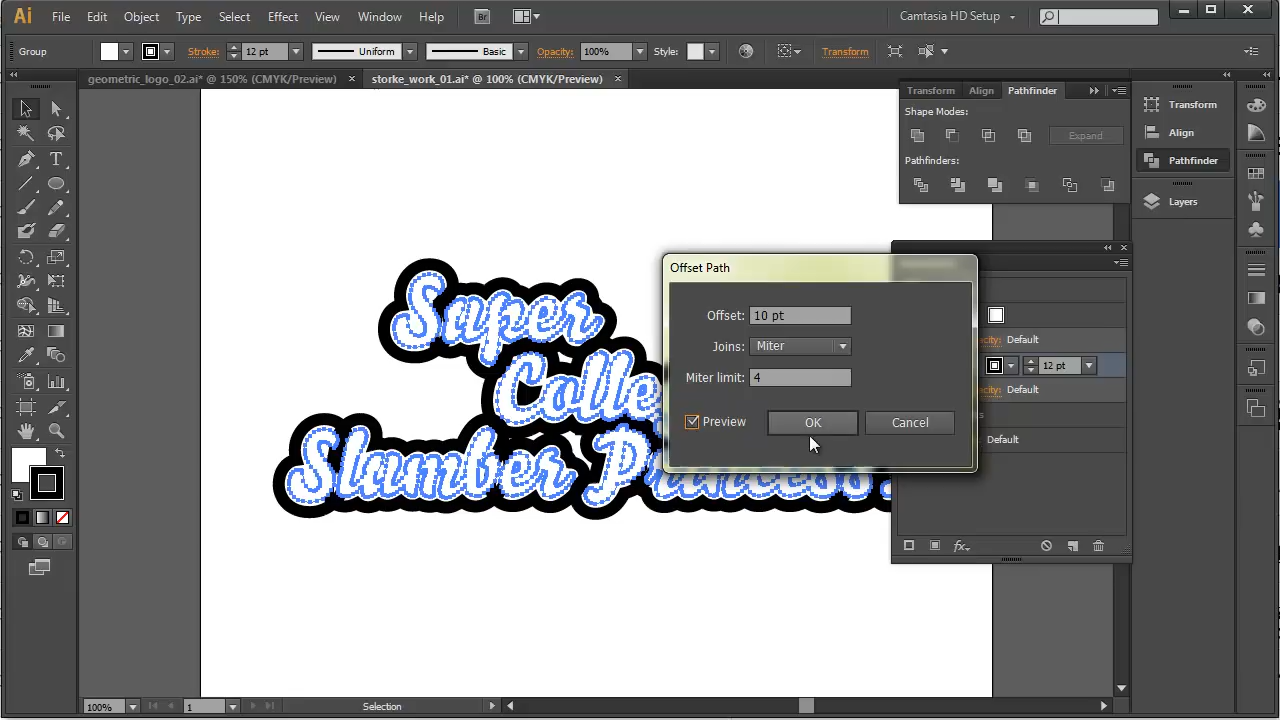 Ai File Edit Object Type Select Effect View Window Help Br Camtasia HD Setup
Group Stroke: 12 pt Uniform Basic Opacity: 100% Style: Transform
geometric_logo_02.ai* @ 150% (CMYK/Preview) × storke_work_01.ai* @ 100% (CMYK/Preview) ×
Transform Align Pathfinder
Shape Modes:
Expand
Pathfinders:
Transform
Align
Pathfinder
Layers
Super
Slumber
Offset Path
Offset: 10 pt
Joins: Miter
Miter limit: 4
Preview OK Cancel
Default
12 pt
Default
Default
fx
100% 1 Selection